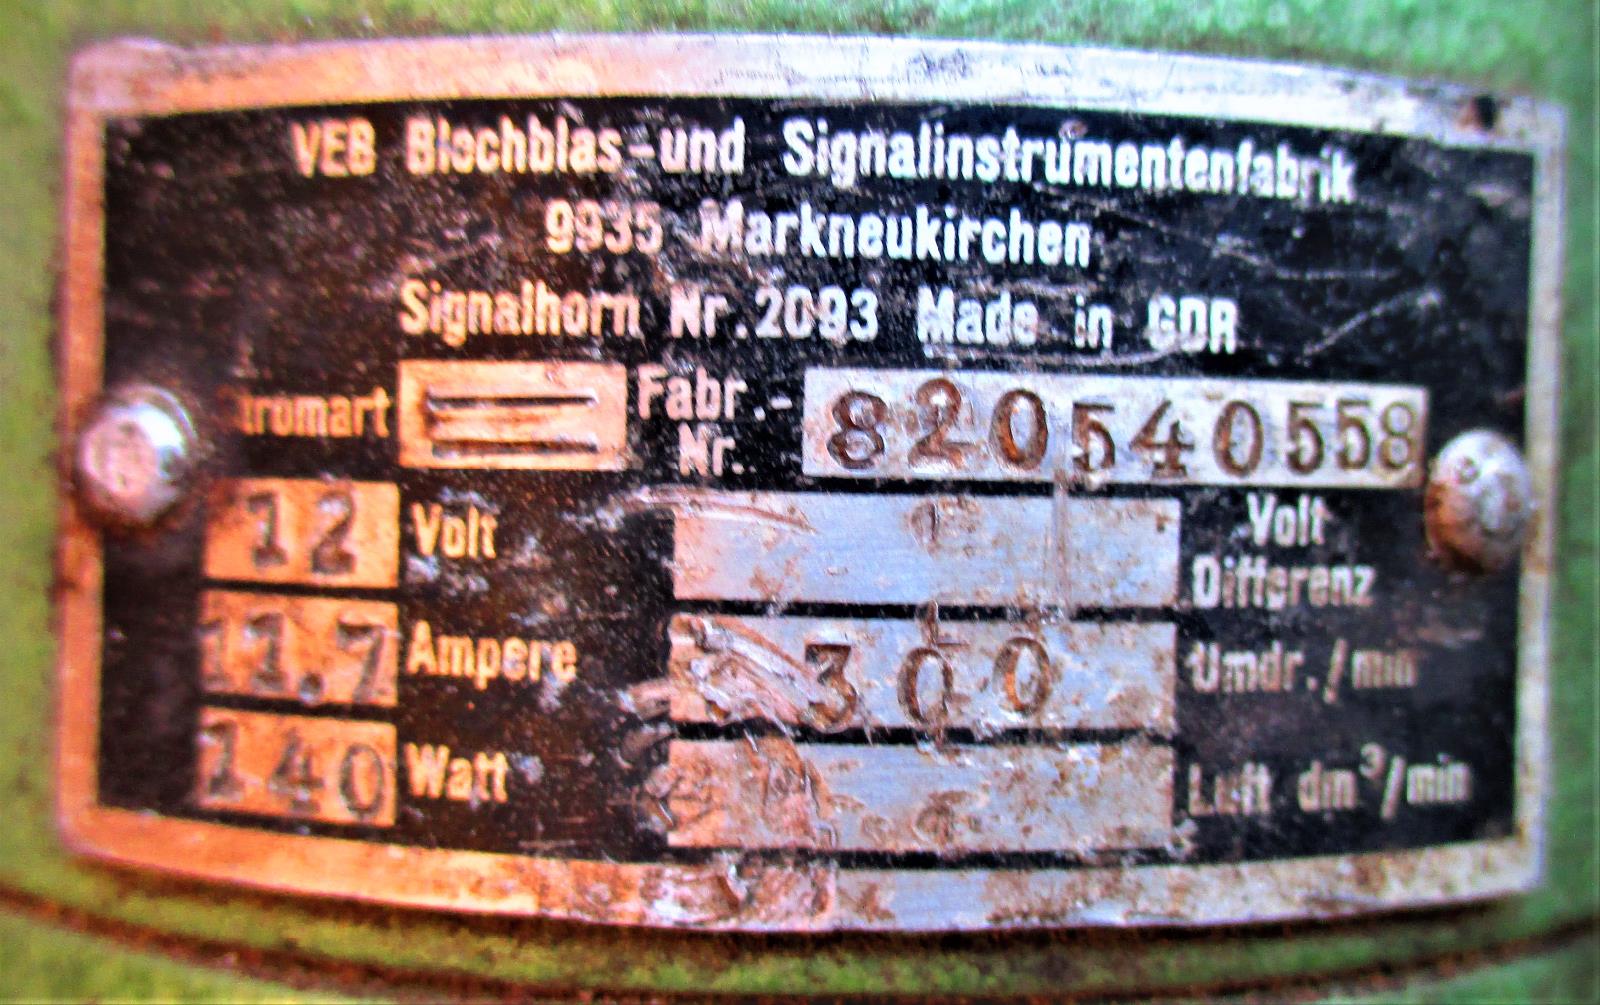 VEB Blechblas-und Signalinstrumentenfabrik
9935 Markneukirchen
Signalhorn Nr.2093 Made in GDR
Stromart Fabr.-Nr. 820540558
12 Volt Volt Differenz
11,7 Ampere 300 Umdr./min
140 Watt Luft dm³/min